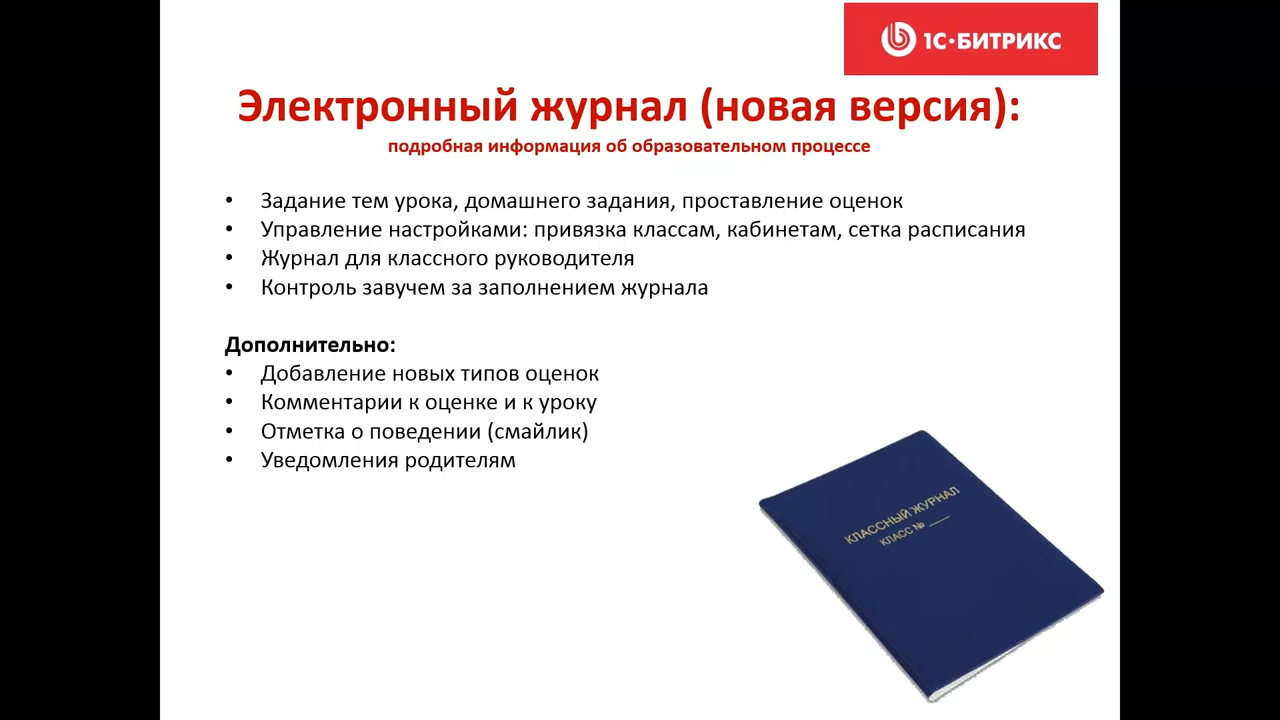 1С·БИТРИКС
Электронный журнал (новая версия):
подробная информация об образовательном процессе
• Задание тем урока, домашнего задания, проставление оценок
• Управление настройками: привязка классам, кабинетам, сетка расписания
• Журнал для классного руководителя
• Контроль завучем за заполнением журнала
Дополнительно:
• Добавление новых типов оценок
• Комментарии к оценке и к уроку
• Отметка о поведении (смайлик)
• Уведомления родителям
КЛАССНЫЙ ЖУРНАЛ
КЛАСС № ____